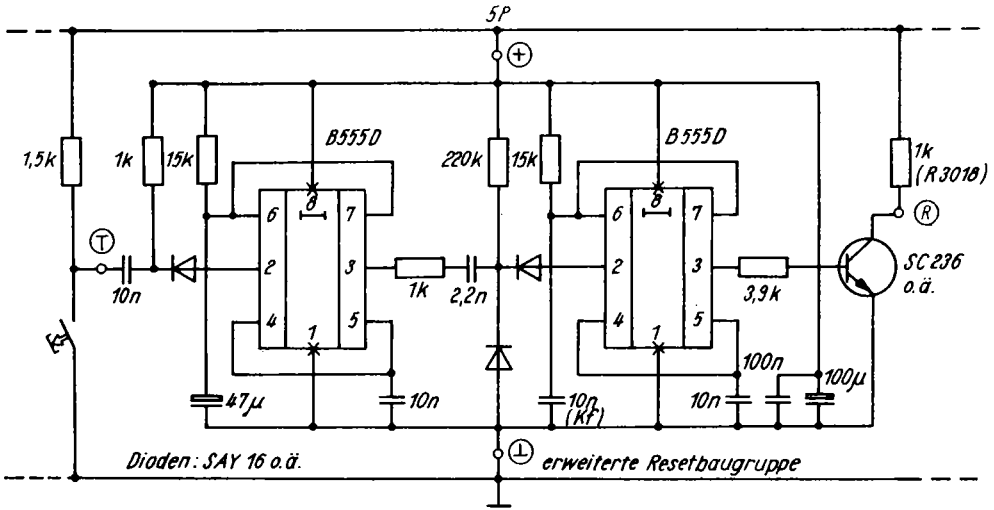 5P
+
B555D
B555D
1,5k
1k
15k
220k
15k
1k
(R3018)
8
8
6
7
6
7
R
T
2
3
2
3
SC236
o.ä.
10n
1k
2,2n
3,9k
4
1
5
4
1
5
47µ
10n
10n
(Kf)
100n
10n
100µ
⊥
Dioden: SAY 16 o.ä.
erweiterte Resetbaugruppe